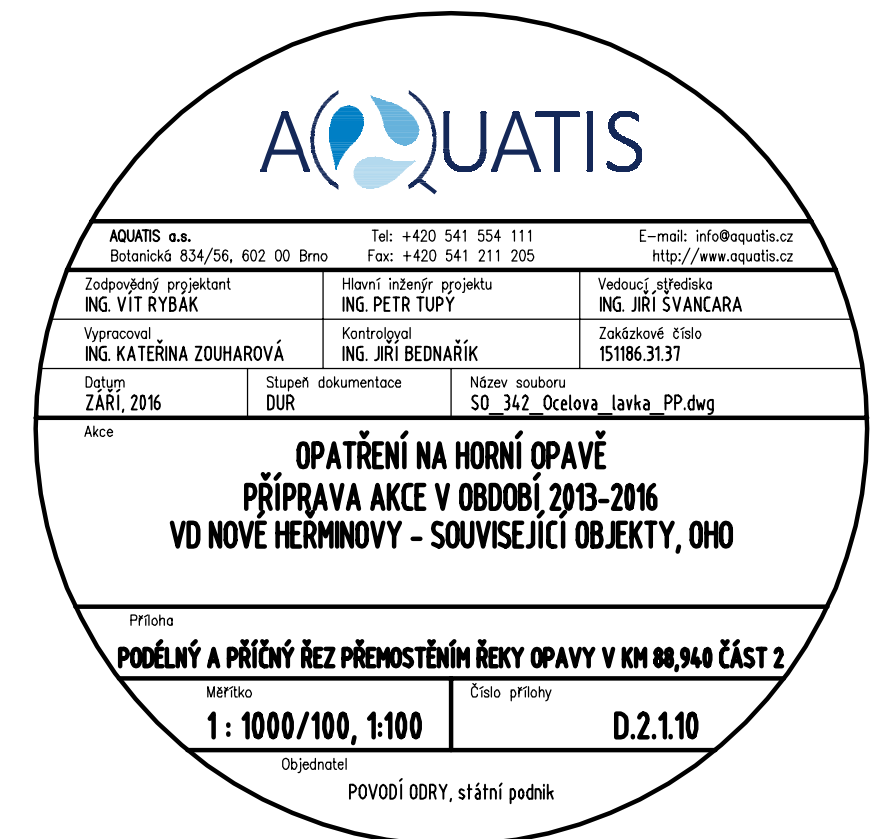 AQUATIS
AQUATIS a.s. Tel: +420 541 554 111 E-mail: info@aquatis.cz
Botanická 834/56, 602 00 Brno Fax: +420 541 211 205 http://www.aquatis.cz
Zodpovědný projektant Hlavní inženýr projektu Vedoucí střediska
ING. VÍT RYBÁK ING. PETR TUPÝ ING. JIŘÍ ŠVANCARA
Vypracoval Kontroloval Zakázkové číslo
ING. KATEŘINA ZOUHAROVÁ ING. JIŘÍ BEDNAŘÍK 151186.31.37
Datum Stupeň dokumentace Název souboru
ZÁŘÍ, 2016 DUR SO_342_Ocelova_lavka_PP.dwg
Akce
OPATŘENÍ NA HORNÍ OPAVĚ
PŘÍPRAVA AKCE V OBDOBÍ 2013-2016
VD NOVÉ HEŘMINOVY - SOUVISEJÍCÍ OBJEKTY, OHO
Příloha
PODÉLNÝ A PŘÍČNÝ ŘEZ PŘEMOSTĚNÍM ŘEKY OPAVY V KM 88,940 ČÁST 2
Měřítko Číslo přílohy
1 : 1000/100, 1:100 D.2.1.10
Objednatel
POVODÍ ODRY, státní podnik